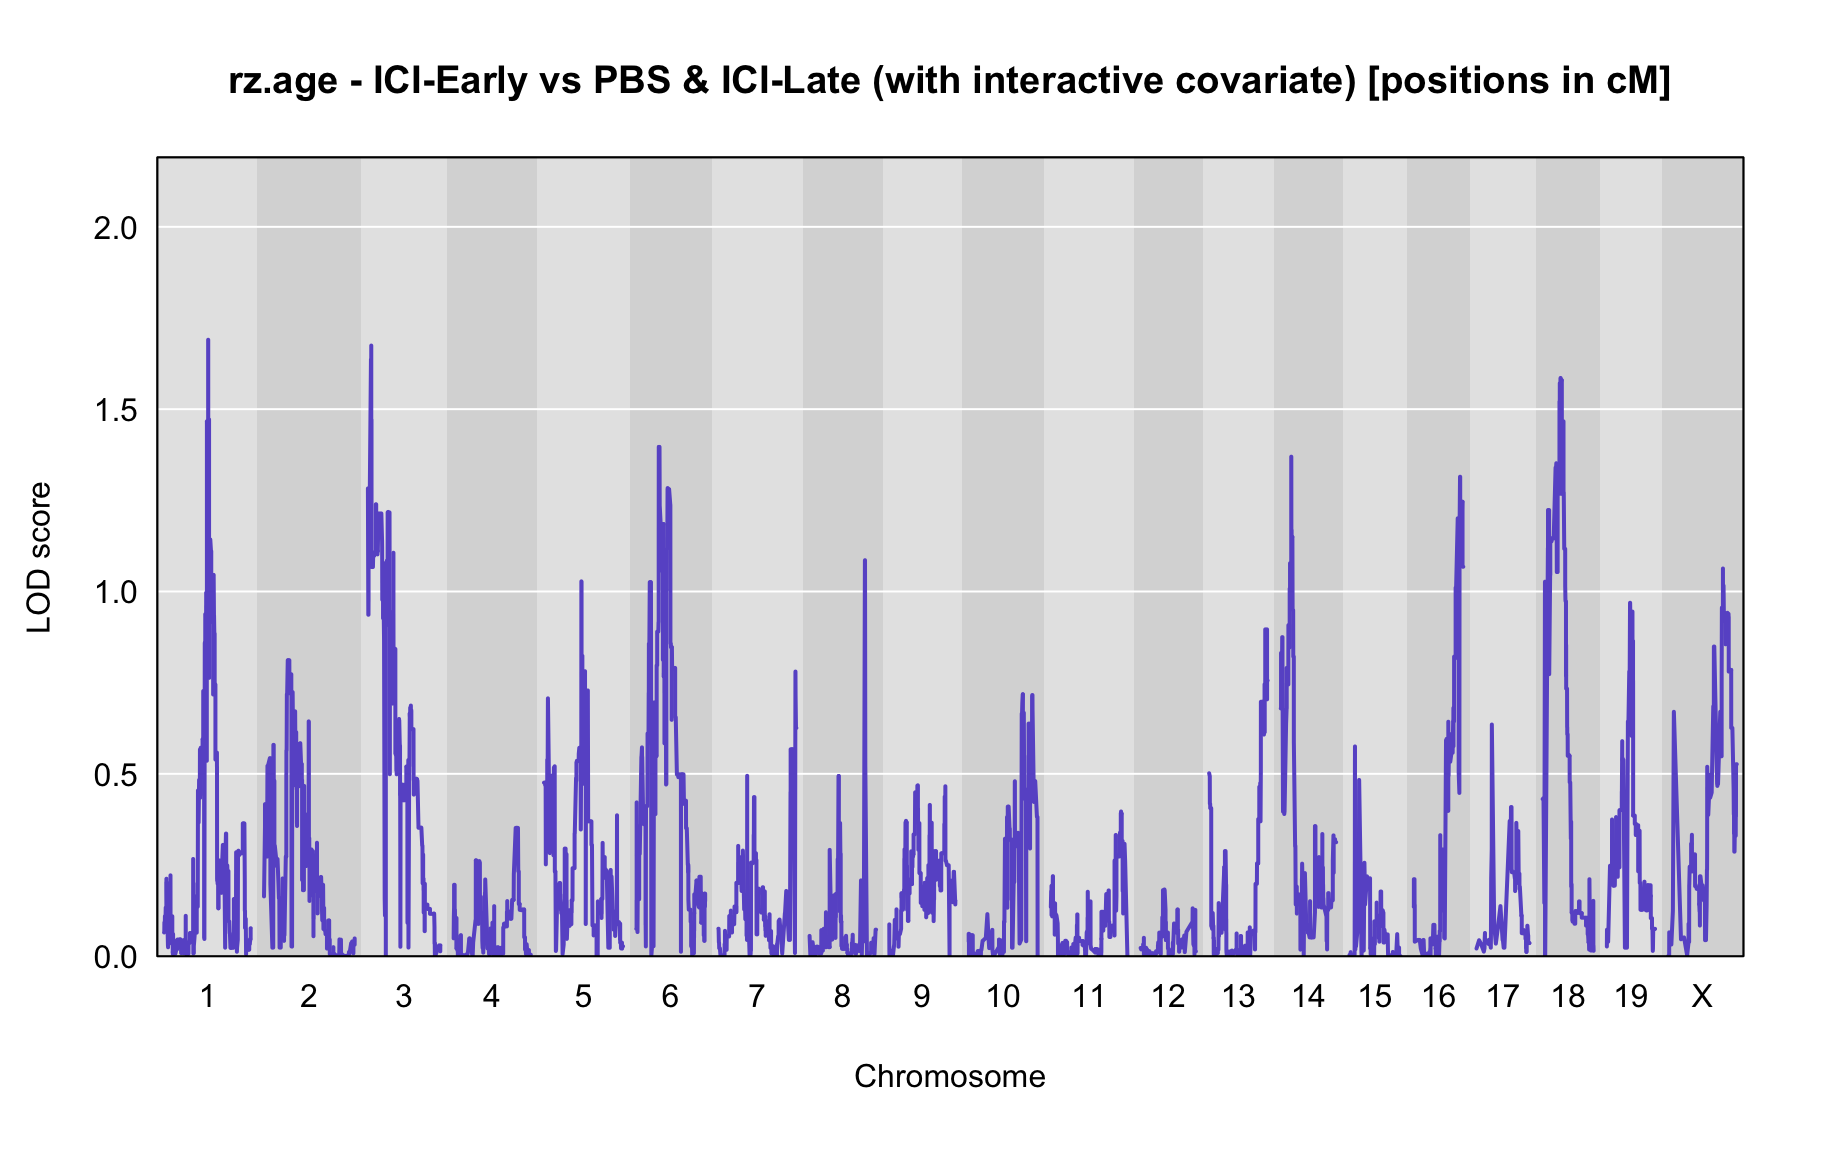 rz.age - ICI-Early vs PBS & ICI-Late (with interactive covariate) [positions in cM]
2.0
1.5
1.0
0.5
0.0
LOD score
1 2 3 4 5 6 7 8 9 10 11 12 13 14 15 16 17 18 19 X
Chromosome